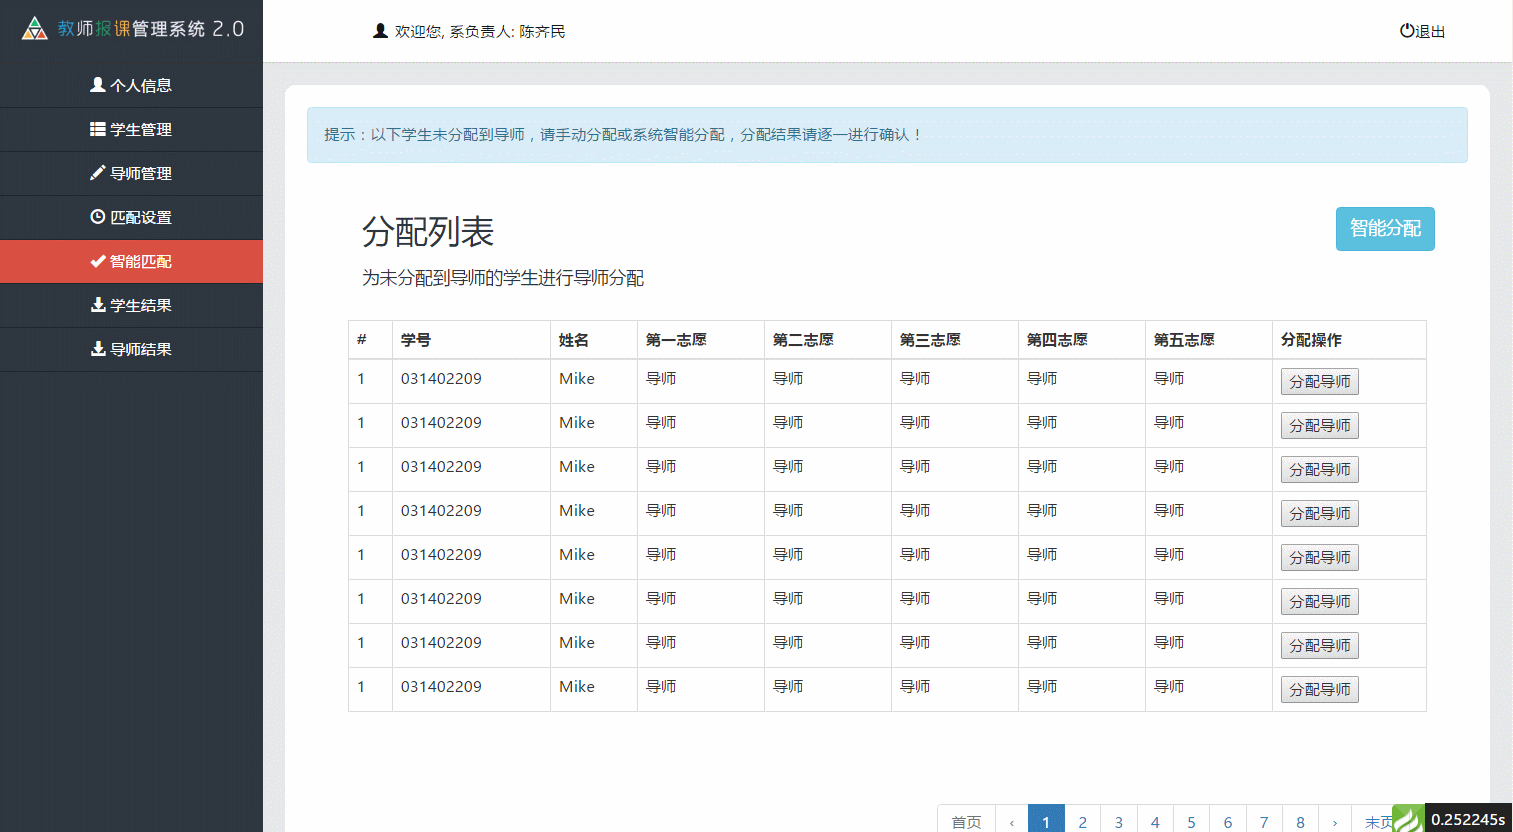 教师报课管理系统 2.0
欢迎您, 系负责人: 陈齐民
退出
个人信息
学生管理
导师管理
匹配设置
智能匹配
学生结果
导师结果
提示：以下学生未分配到导师，请手动分配或系统智能分配，分配结果请逐一进行确认！
分配列表
智能分配
为未分配到导师的学生进行导师分配
# 学号 姓名 第一志愿 第二志愿 第三志愿 第四志愿 第五志愿 分配操作
1 031402209 Mike 导师 导师 导师 导师 导师 分配导师
1 031402209 Mike 导师 导师 导师 导师 导师 分配导师
1 031402209 Mike 导师 导师 导师 导师 导师 分配导师
1 031402209 Mike 导师 导师 导师 导师 导师 分配导师
1 031402209 Mike 导师 导师 导师 导师 导师 分配导师
1 031402209 Mike 导师 导师 导师 导师 导师 分配导师
1 031402209 Mike 导师 导师 导师 导师 导师 分配导师
1 031402209 Mike 导师 导师 导师 导师 导师 分配导师
首页 ‹ 1 2 3 4 5 6 7 8 › 末页
0.252245s